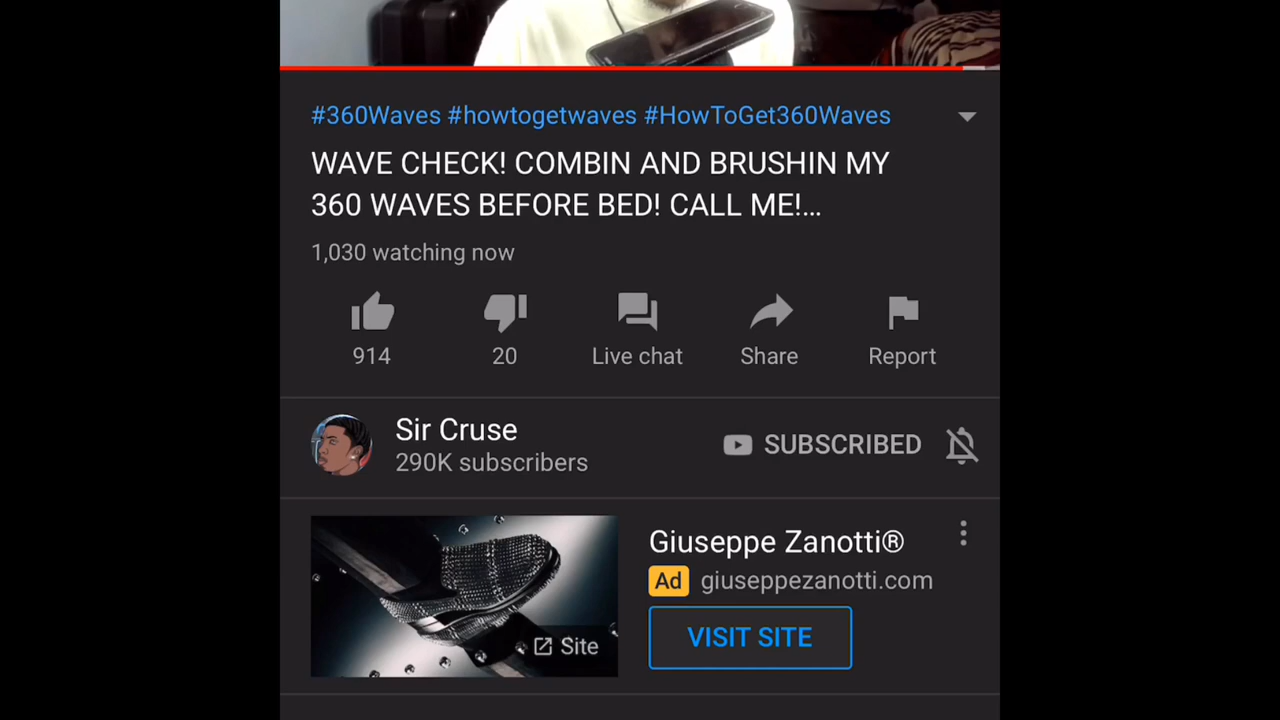 #360Waves #howtogetwaves #HowToGet360Waves
WAVE CHECK! COMBIN AND BRUSHIN MY
360 WAVES BEFORE BED! CALL ME!...
1,030 watching now
914
20
Live chat
Share
Report
Sir Cruse
290K subscribers
SUBSCRIBED
Site
Giuseppe Zanotti®
Ad giuseppezanotti.com
VISIT SITE